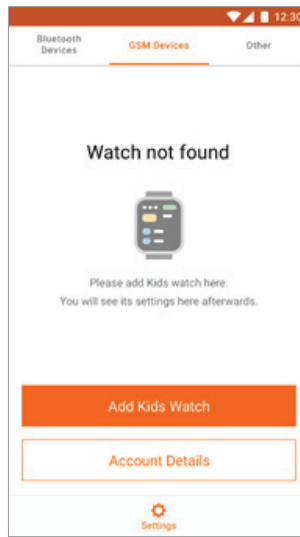 12:30
Bluetooth
Devices
GSM Devices
Other
Watch not found
Please add Kids watch here.
You will see its settings here afterwards.
Add Kids Watch
Account Details
Settings